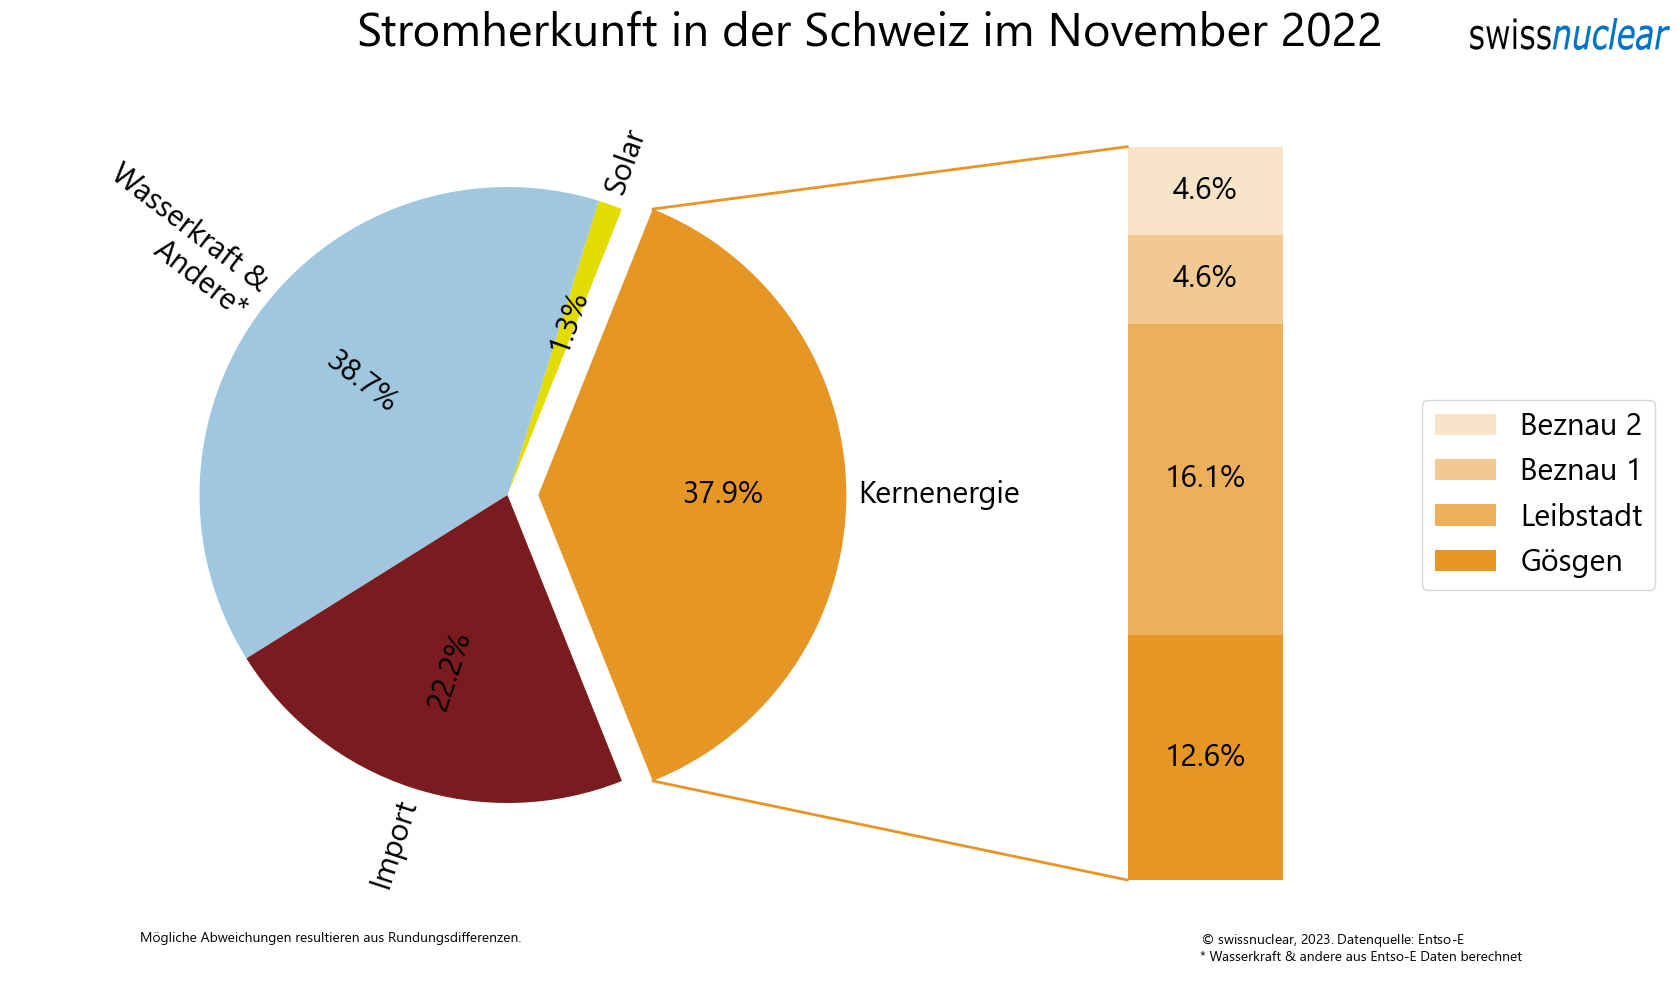 Stromherkunft in der Schweiz im November 2022
swissnuclear
Solar
1.3%
Wasserkraft &
Andere*
38.7%
37.9%
Kernenergie
22.2%
Import
4.6%
4.6%
16.1%
12.6%
Beznau 2
Beznau 1
Leibstadt
Gösgen
Mögliche Abweichungen resultieren aus Rundungsdifferenzen.
© swissnuclear, 2023. Datenquelle: Entso-E
* Wasserkraft & andere aus Entso-E Daten berechnet